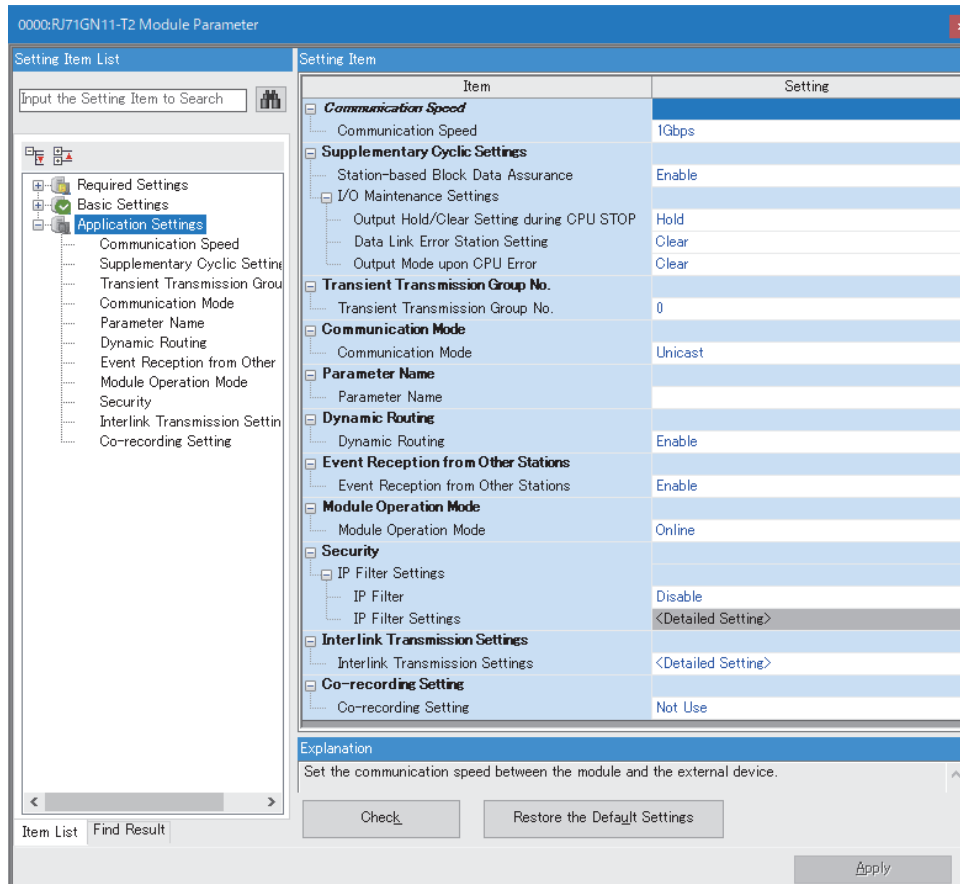 0000:RJ71GN11-T2 Module Parameter
Setting Item List
Input the Setting Item to Search
Required Settings
Basic Settings
Application Settings
Communication Speed
Supplementary Cyclic Setting
Transient Transmission Grou
Communication Mode
Parameter Name
Dynamic Routing
Event Reception from Other
Module Operation Mode
Security
Interlink Transmission Settin
Co-recording Setting
Item List Find Result
Setting Item
Item Setting
Communication Speed
Communication Speed 1Gbps
Supplementary Cyclic Settings
Station-based Block Data Assurance Enable
I/O Maintenance Settings
Output Hold/Clear Setting during CPU STOP Hold
Data Link Error Station Setting Clear
Output Mode upon CPU Error Clear
Transient Transmission Group No.
Transient Transmission Group No. 0
Communication Mode
Communication Mode Unicast
Parameter Name
Parameter Name
Dynamic Routing
Dynamic Routing Enable
Event Reception from Other Stations
Event Reception from Other Stations Enable
Module Operation Mode
Module Operation Mode Online
Security
IP Filter Settings
IP Filter Disable
IP Filter Settings <Detailed Setting>
Interlink Transmission Settings
Interlink Transmission Settings <Detailed Setting>
Co-recording Setting
Co-recording Setting Not Use
Explanation
Set the communication speed between the module and the external device.
Check Restore the Default Settings
Apply